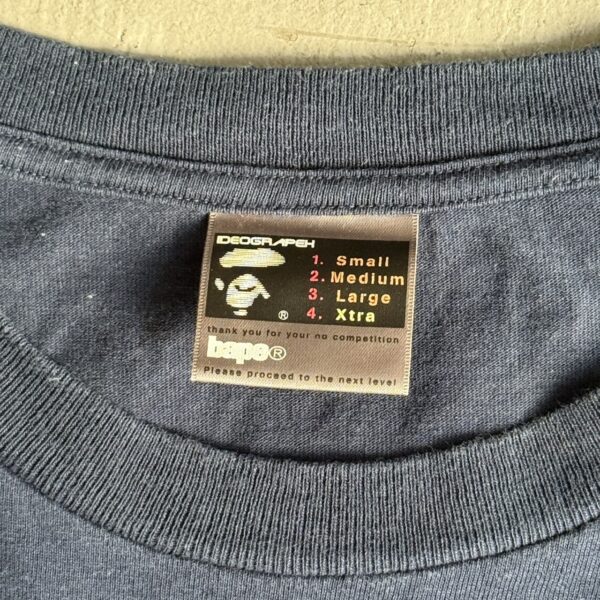 IDEOGRAPEH
1. Small
2. Medium
3. Large
4. Xtra
®
thank you for your no competition
bape®
Please proceed to the next level